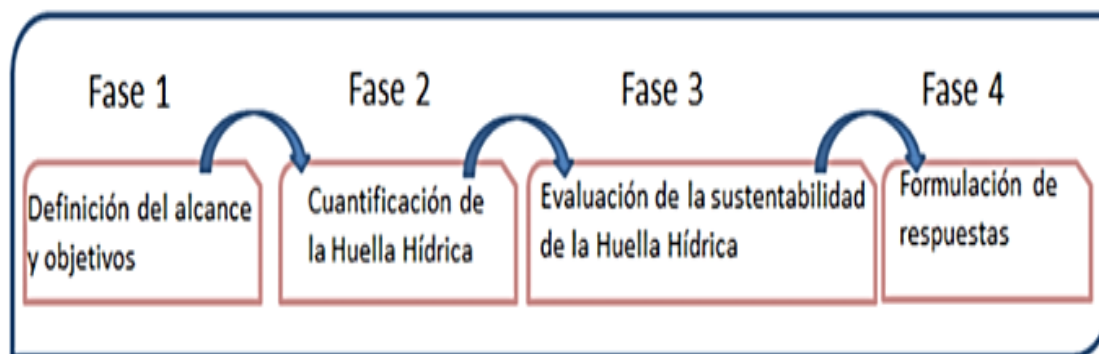 Fase 1
Fase 2
Fase 3
Fase 4
Definición del alcance
y objetivos
Cuantificación de
la Huella Hídrica
Evaluación de la sustentabilidad
de la Huella Hídrica
Formulación de
respuestas